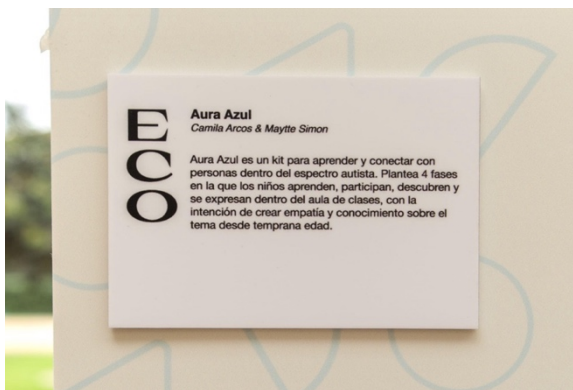 ECO
Aura Azul
Camila Arcos & Maytte Simon
Aura Azul es un kit para aprender y conectar con
personas dentro del espectro autista. Plantea 4 fases
en la que los niños aprenden, participan, descubren y
se expresan dentro del aula de clases, con la
intención de crear empatía y conocimiento sobre el
tema desde temprana edad.